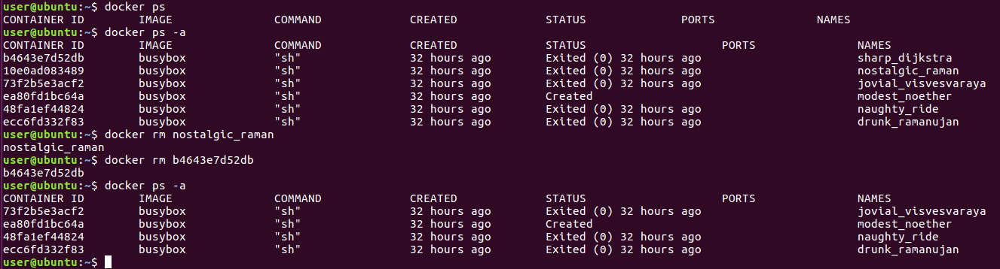 user@ubuntu:~$ docker ps
CONTAINER ID        IMAGE               COMMAND             CREATED             STATUS              PORTS               NAMES
user@ubuntu:~$ docker ps -a
CONTAINER ID        IMAGE               COMMAND             CREATED             STATUS                    PORTS               NAMES
b4643e7d52db        busybox             "sh"                32 hours ago        Exited (0) 32 hours ago                       sharp_dijkstra
10e0ad083489        busybox             "sh"                32 hours ago        Exited (0) 32 hours ago                       nostalgic_raman
73f2b5e3acf2        busybox             "sh"                32 hours ago        Exited (0) 32 hours ago                       jovial_visvesvaraya
ea80fd1bc64a        busybox             "sh"                32 hours ago        Created                                       modest_noether
48fa1ef44824        busybox             "sh"                32 hours ago        Exited (0) 32 hours ago                       naughty_ride
ecc6fd332f83        busybox             "sh"                32 hours ago        Exited (0) 32 hours ago                       drunk_ramanujan
user@ubuntu:~$ docker rm nostalgic_raman
nostalgic_raman
user@ubuntu:~$ docker rm b4643e7d52db
b4643e7d52db
user@ubuntu:~$ docker ps -a
CONTAINER ID        IMAGE               COMMAND             CREATED             STATUS                    PORTS               NAMES
73f2b5e3acf2        busybox             "sh"                32 hours ago        Exited (0) 32 hours ago                       jovial_visvesvaraya
ea80fd1bc64a        busybox             "sh"                32 hours ago        Created                                       modest_noether
48fa1ef44824        busybox             "sh"                32 hours ago        Exited (0) 32 hours ago                       naughty_ride
ecc6fd332f83        busybox             "sh"                32 hours ago        Exited (0) 32 hours ago                       drunk_ramanujan
user@ubuntu:~$